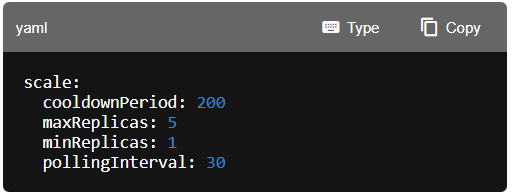 yaml Type Copy
scale:
  cooldownPeriod: 200
  maxReplicas: 5
  minReplicas: 1
  pollingInterval: 30